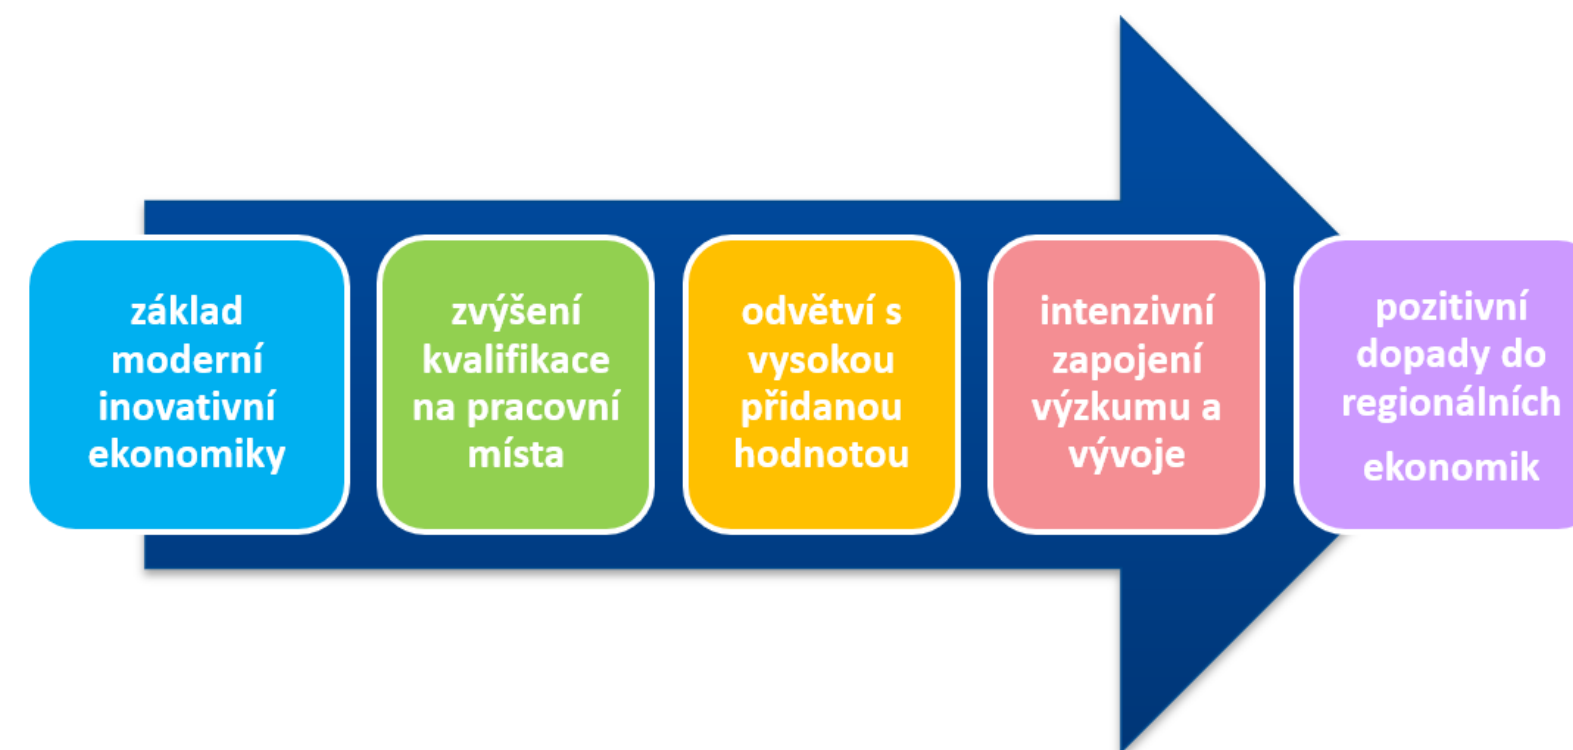 základ
moderní
inovativní
ekonomiky
zvýšení
kvalifikace
na pracovní
místa
odvětví s
vysokou
přidanou
hodnotou
intenzivní
zapojení
výzkumu a
vývoje
pozitivní
dopady do
regionálních
ekonomik